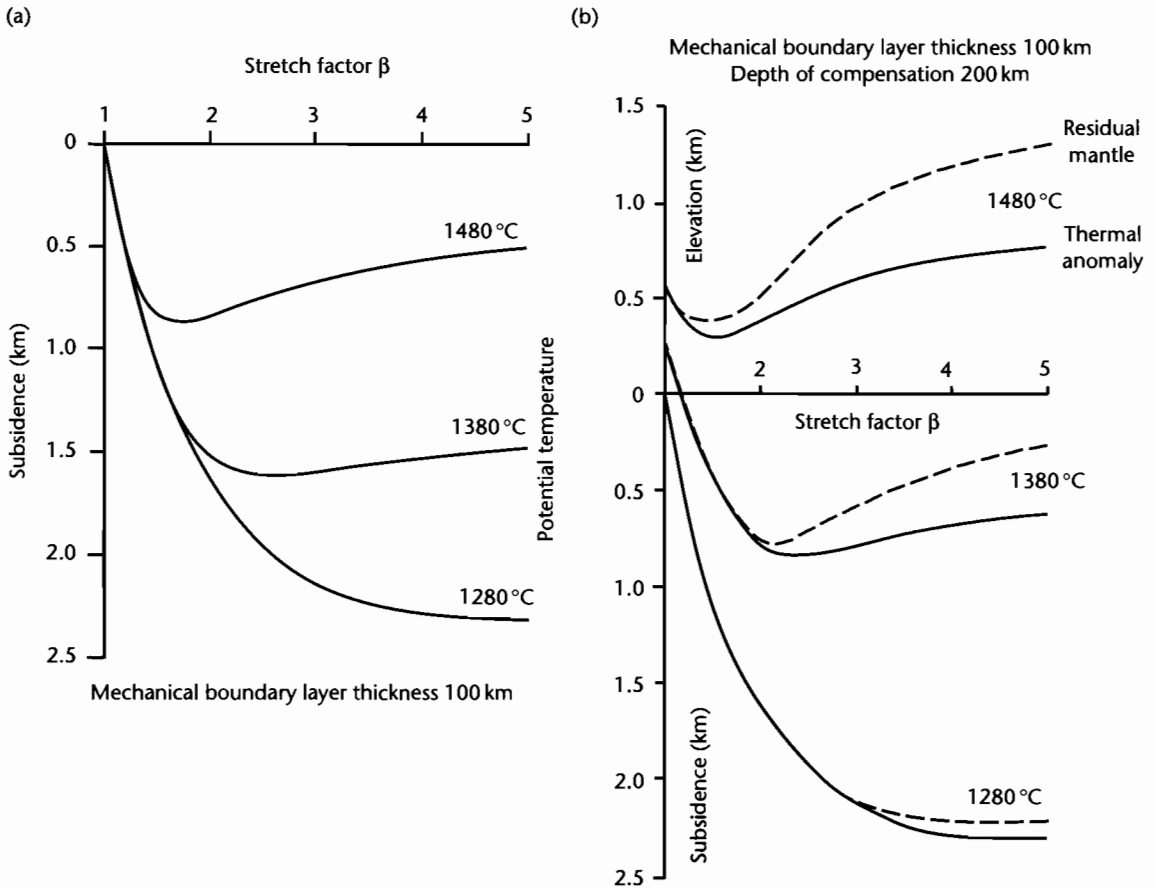 (a)
Stretch factor β
1 2 3 4 5
0
0.5
1.0
1.5
2.0
2.5
Subsidence (km)
1480 °C
1380 °C
1280 °C
Potential temperature
Mechanical boundary layer thickness 100 km
(b)
Mechanical boundary layer thickness 100 km
Depth of compensation 200 km
1.5
1.0
0.5
0
0.5
1.0
1.5
2.0
2.5
Elevation (km)
Residual
mantle
1480 °C
Thermal
anomaly
2 3 4 5
Stretch factor β
1380 °C
1280 °C
Subsidence (km)